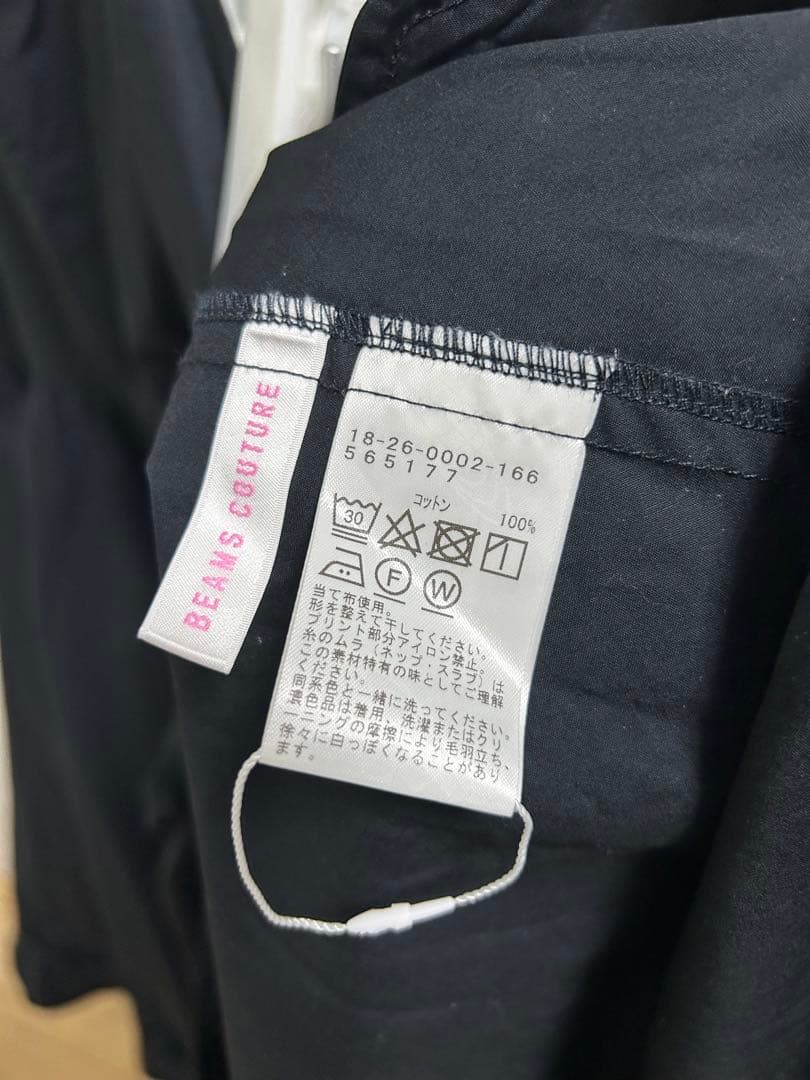 BEAMS COUTURE
18-26-0002-166
565177
コットン 100%
30
F W
当て布使用。
形を整えて干してください。
プリント部分アイロン禁止。
糸のムラ（ネップ・スラブ）は
この素材特有の味としてご理解
ください。
同系色と一緒に洗ってください。
濃色品は着用、洗濯またはクリ
ーニングの摩擦により毛羽立ち、
徐々に白っぽくなることがあり
ます。